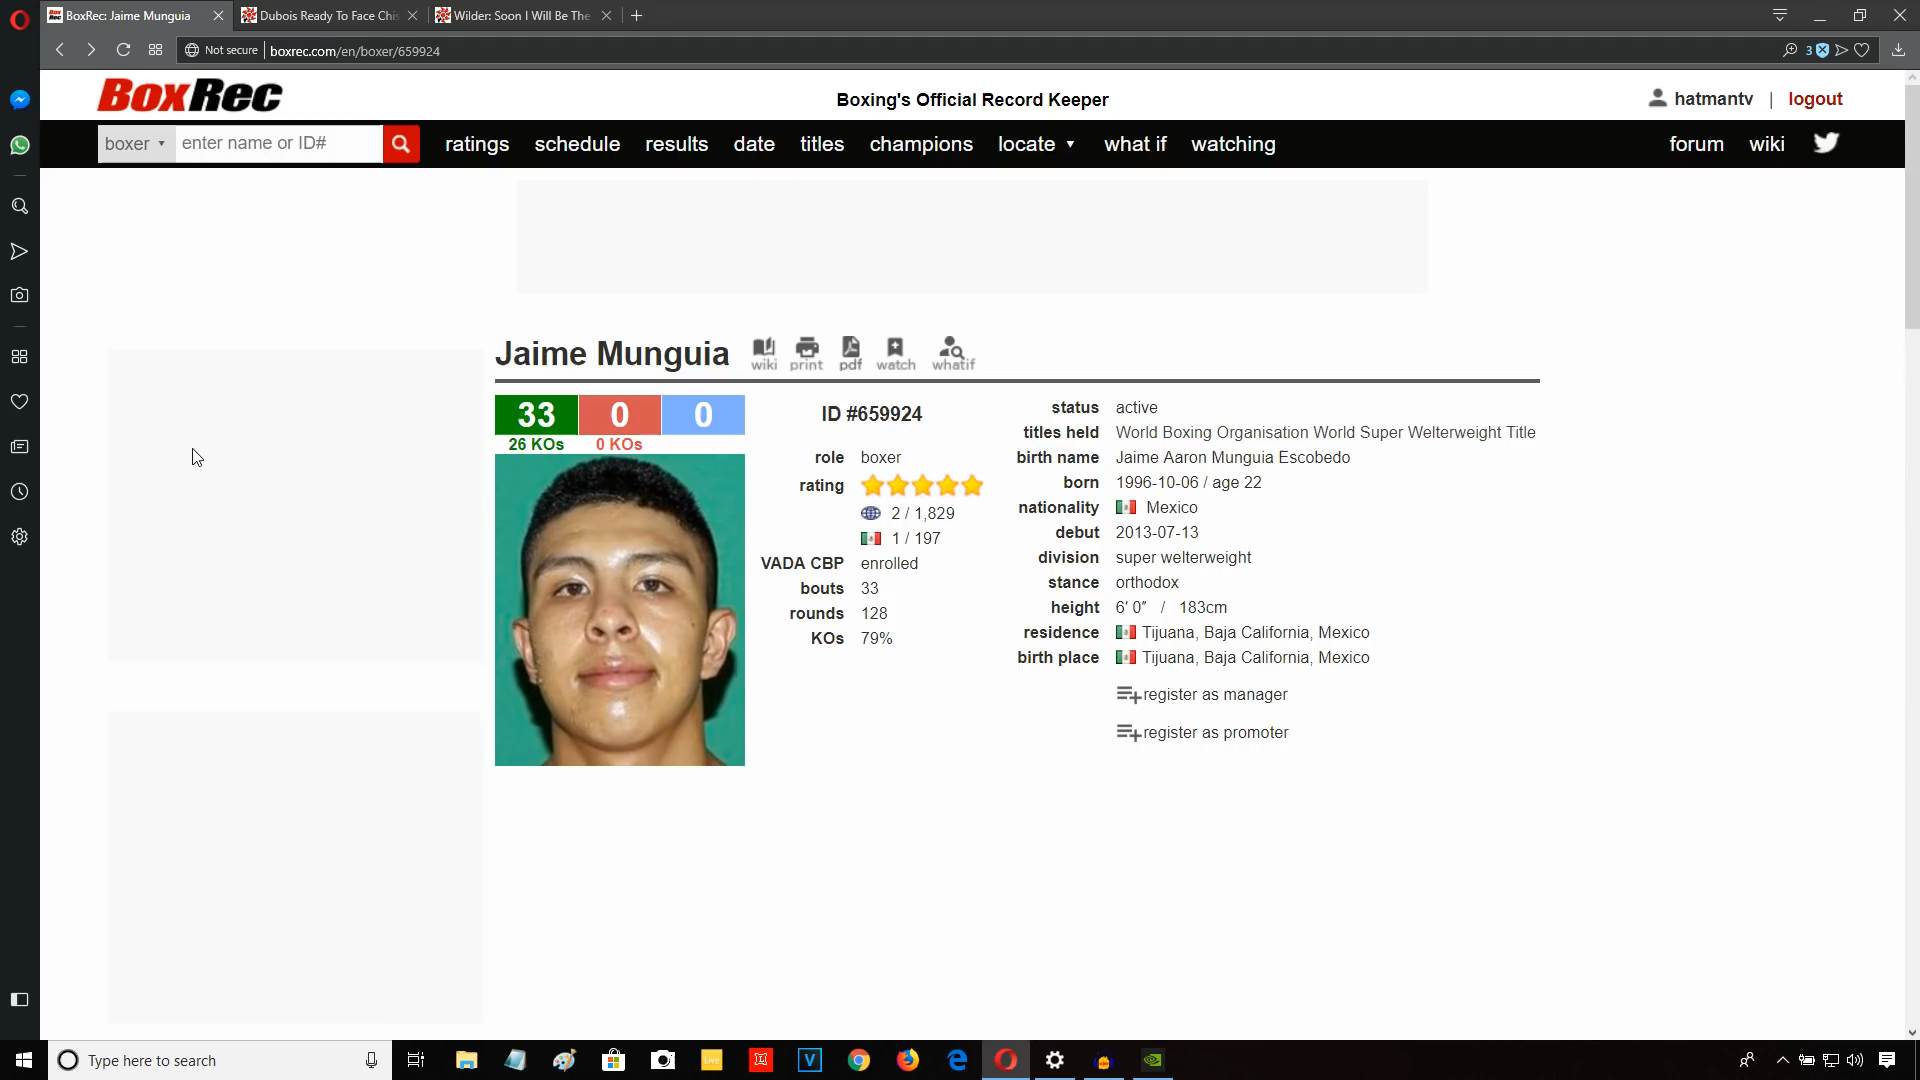 BoxRec: Jaime Munguia
Dubois Ready To Face Chis
Wilder: Soon I Will Be The
Not secure
boxrec.com/en/boxer/659924
3
BoxRec
Boxing's Official Record Keeper
hatmantv | logout
boxer
enter name or ID#
ratings schedule results date titles champions locate what if watching
forum wiki
Jaime Munguia
wiki print pdf watch whatif
33 0 0
26 KOs 0 KOs
ID #659924
role boxer
rating
2 / 1,829
1 / 197
VADA CBP enrolled
bouts 33
rounds 128
KOs 79%
status active
titles held World Boxing Organisation World Super Welterweight Title
birth name Jaime Aaron Munguia Escobedo
born 1996-10-06 / age 22
nationality Mexico
debut 2013-07-13
division super welterweight
stance orthodox
height 6′ 0″ / 183cm
residence Tijuana, Baja California, Mexico
birth place Tijuana, Baja California, Mexico
register as manager
register as promoter
Type here to search